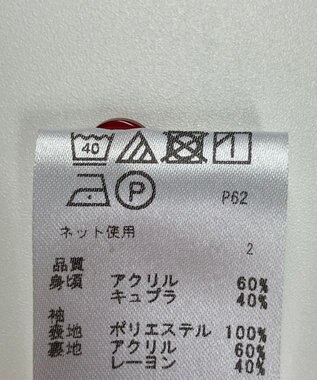 40
P
P62
ネット使用
2
品質
身頃 アクリル 60%
キュプラ 40%
袖
表地 ポリエステル 100%
裏地 アクリル 60%
レーヨン 40%